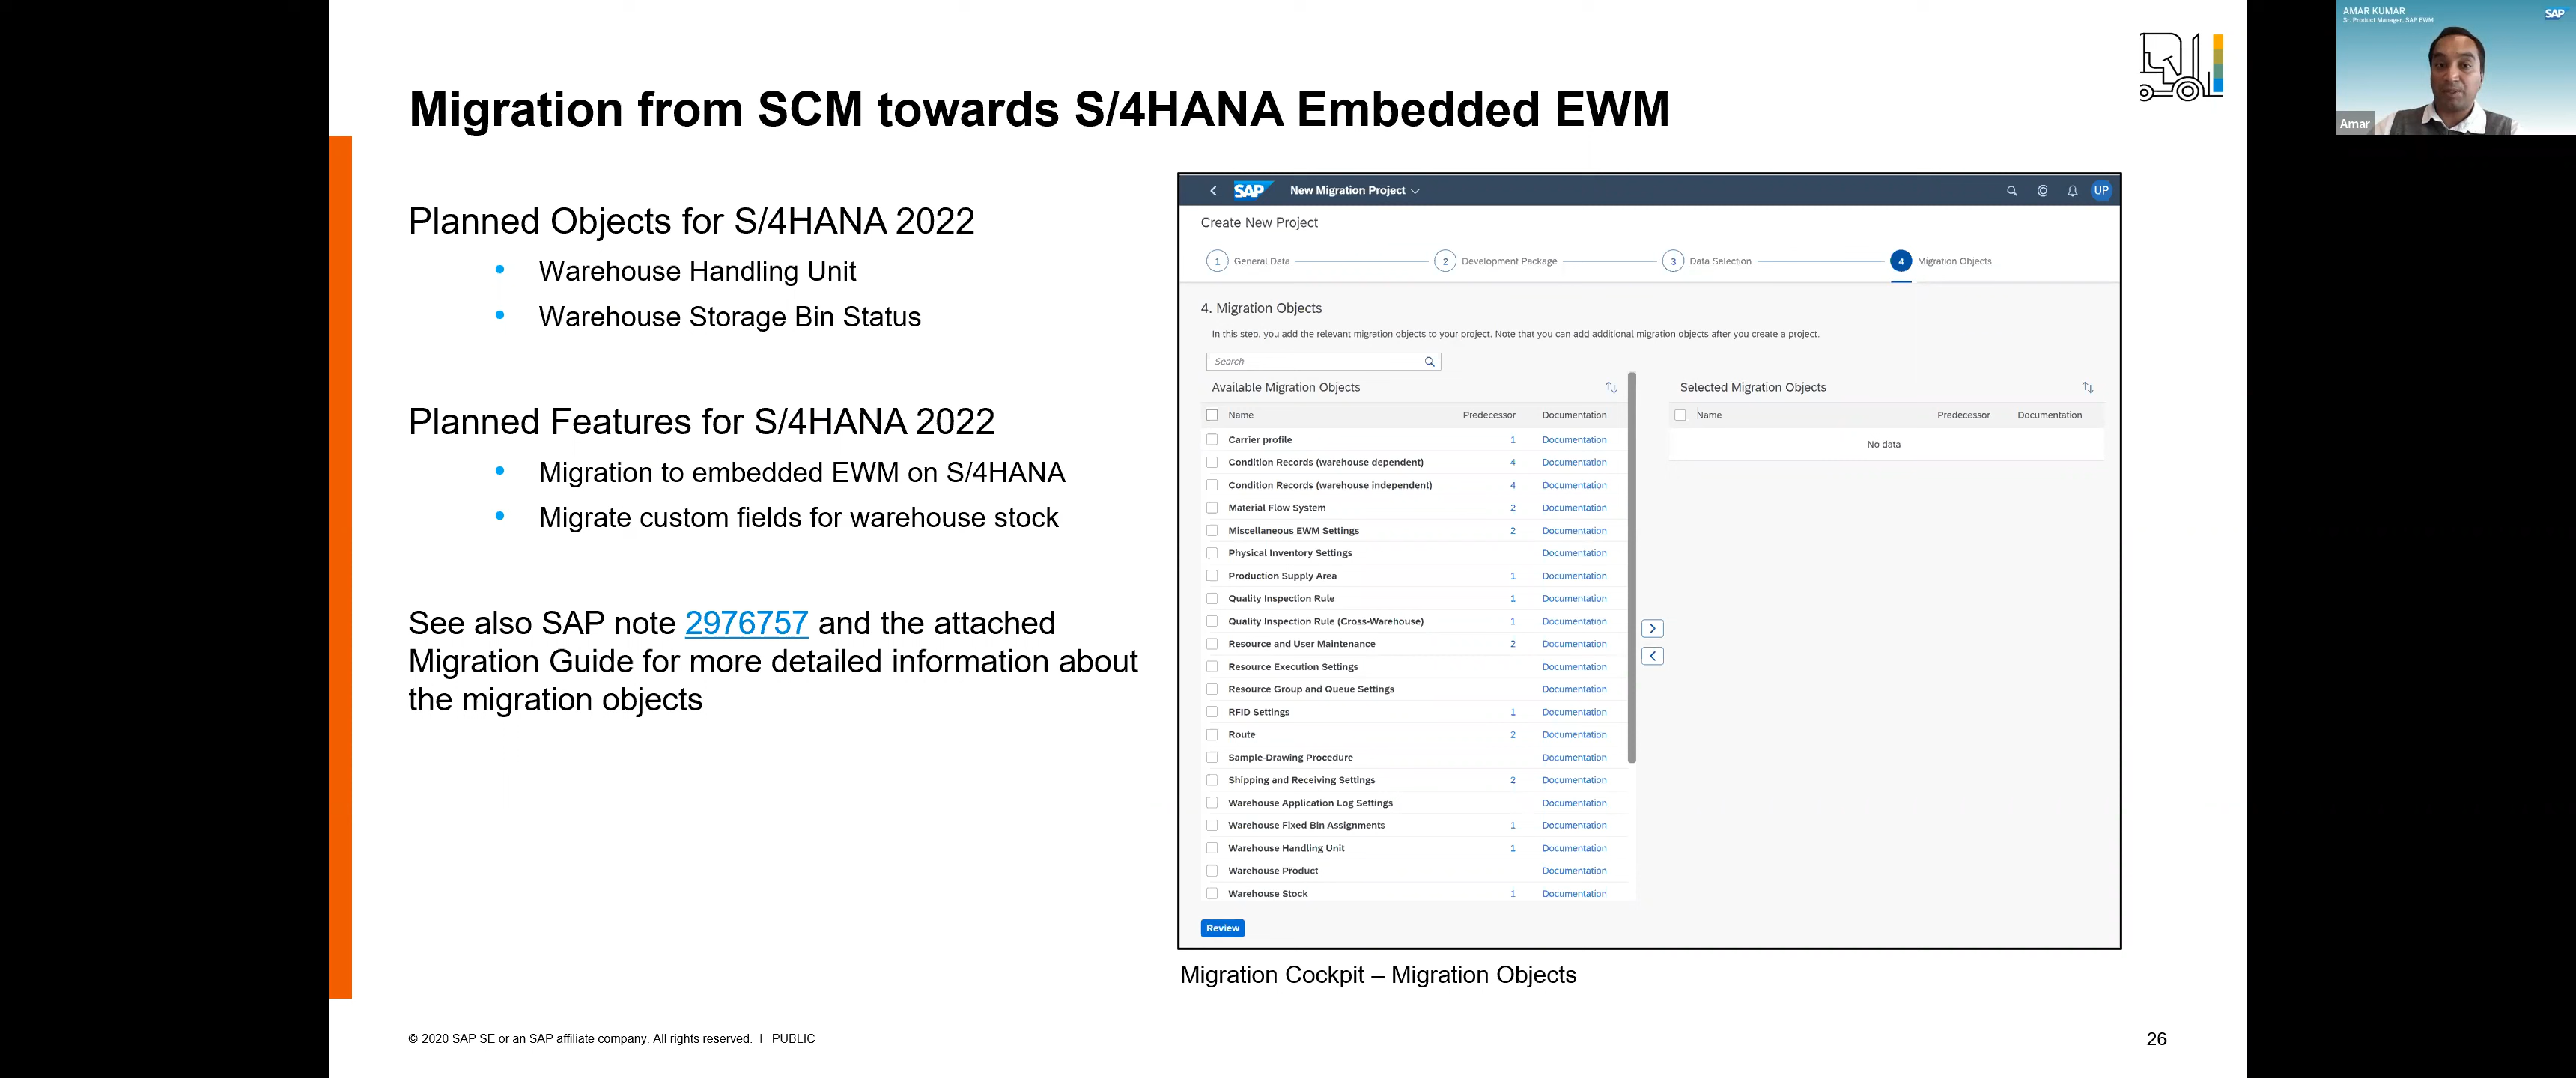 AMAR KUMAR
Sr. Product Manager, SAP EWM
SAP
Amar
Migration from SCM towards S/4HANA Embedded EWM
Planned Objects for S/4HANA 2022
• Warehouse Handling Unit
• Warehouse Storage Bin Status
Planned Features for S/4HANA 2022
• Migration to embedded EWM on S/4HANA
• Migrate custom fields for warehouse stock
See also SAP note 2976757 and the attached
Migration Guide for more detailed information about
the migration objects
SAP New Migration Project UP
Create New Project
1 General Data 2 Development Package 3 Data Selection 4 Migration Objects
4. Migration Objects
In this step, you add the relevant migration objects to your project. Note that you can add additional migration objects after you create a project.
Search
Available Migration Objects
Name Predecessor Documentation
Carrier profile 1 Documentation
Condition Records (warehouse dependent) 4 Documentation
Condition Records (warehouse independent) 4 Documentation
Material Flow System 2 Documentation
Miscellaneous EWM Settings 2 Documentation
Physical Inventory Settings Documentation
Production Supply Area 1 Documentation
Quality Inspection Rule 1 Documentation
Quality Inspection Rule (Cross-Warehouse) 1 Documentation
Resource and User Maintenance 2 Documentation
Resource Execution Settings Documentation
Resource Group and Queue Settings Documentation
RFID Settings 1 Documentation
Route 2 Documentation
Sample-Drawing Procedure Documentation
Shipping and Receiving Settings 2 Documentation
Warehouse Application Log Settings Documentation
Warehouse Fixed Bin Assignments 1 Documentation
Warehouse Handling Unit 1 Documentation
Warehouse Product Documentation
Warehouse Stock 1 Documentation
Selected Migration Objects
Name Predecessor Documentation
No data
Review
Migration Cockpit – Migration Objects
© 2020 SAP SE or an SAP affiliate company. All rights reserved. | PUBLIC
26